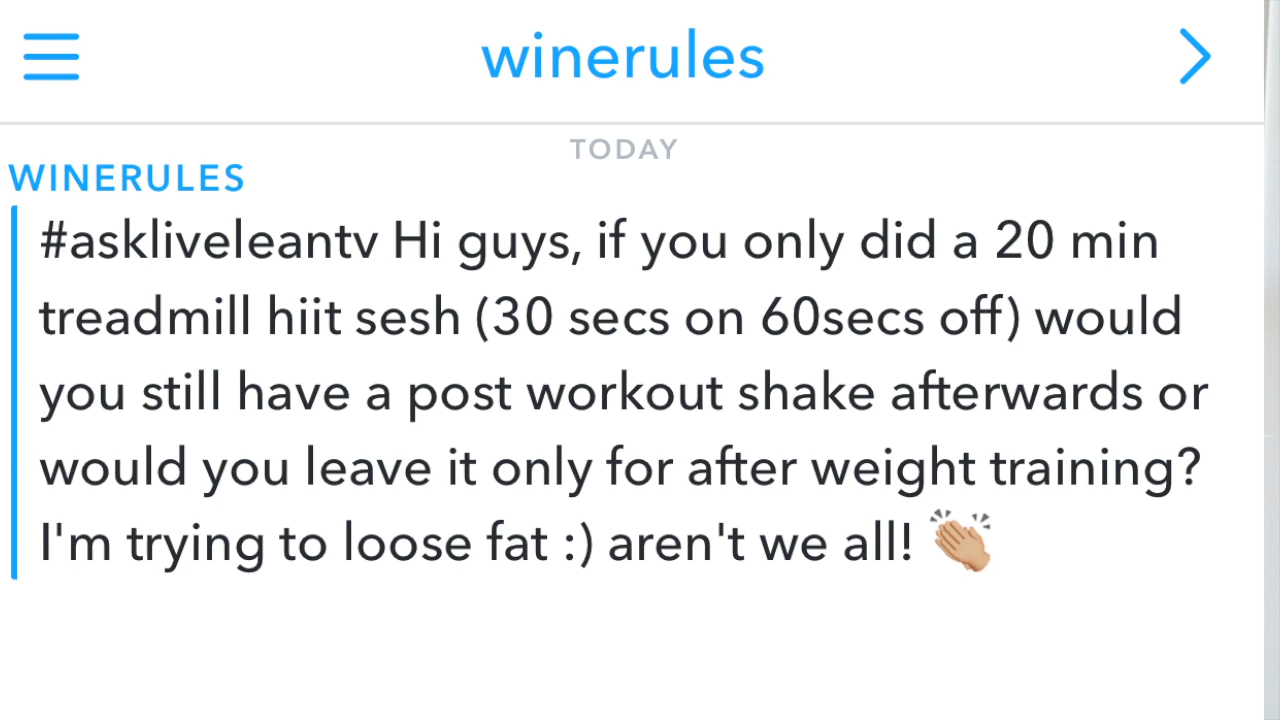 winerules
TODAY
WINERULES
#askliveleantv Hi guys, if you only did a 20 min
treadmill hiit sesh (30 secs on 60secs off) would
you still have a post workout shake afterwards or
would you leave it only for after weight training?
I'm trying to loose fat :) aren't we all! 👏🏼